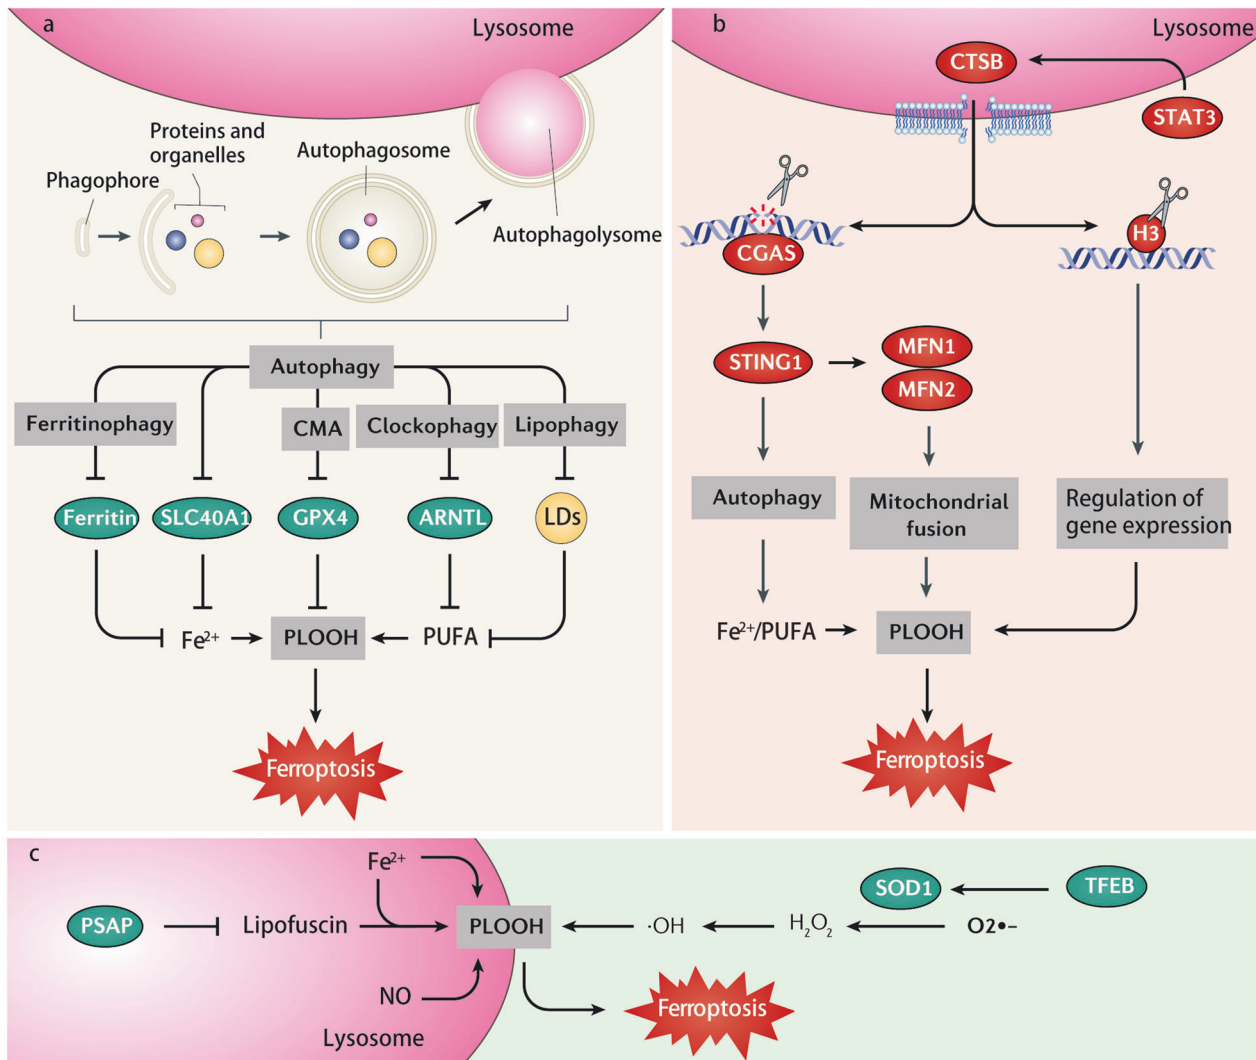 a
Lysosome
Proteins and
organelles
Phagophore
Autophagosome
Autophagolysome
Autophagy
Ferritinophagy
CMA
Clockophagy
Lipophagy
Ferritin
SLC40A1
GPX4
ARNTL
LDs
Fe²⁺
PLOOH
PUFA
Ferroptosis
b
Lysosome
CTSB
STAT3
CGAS
H3
STING1
MFN1
MFN2
Autophagy
Mitochondrial
fusion
Regulation of
gene expression
Fe²⁺/PUFA
PLOOH
Ferroptosis
c
Fe²⁺
PSAP
Lipofuscin
PLOOH
·OH
H₂O₂
O2•–
SOD1
TFEB
NO
Lysosome
Ferroptosis